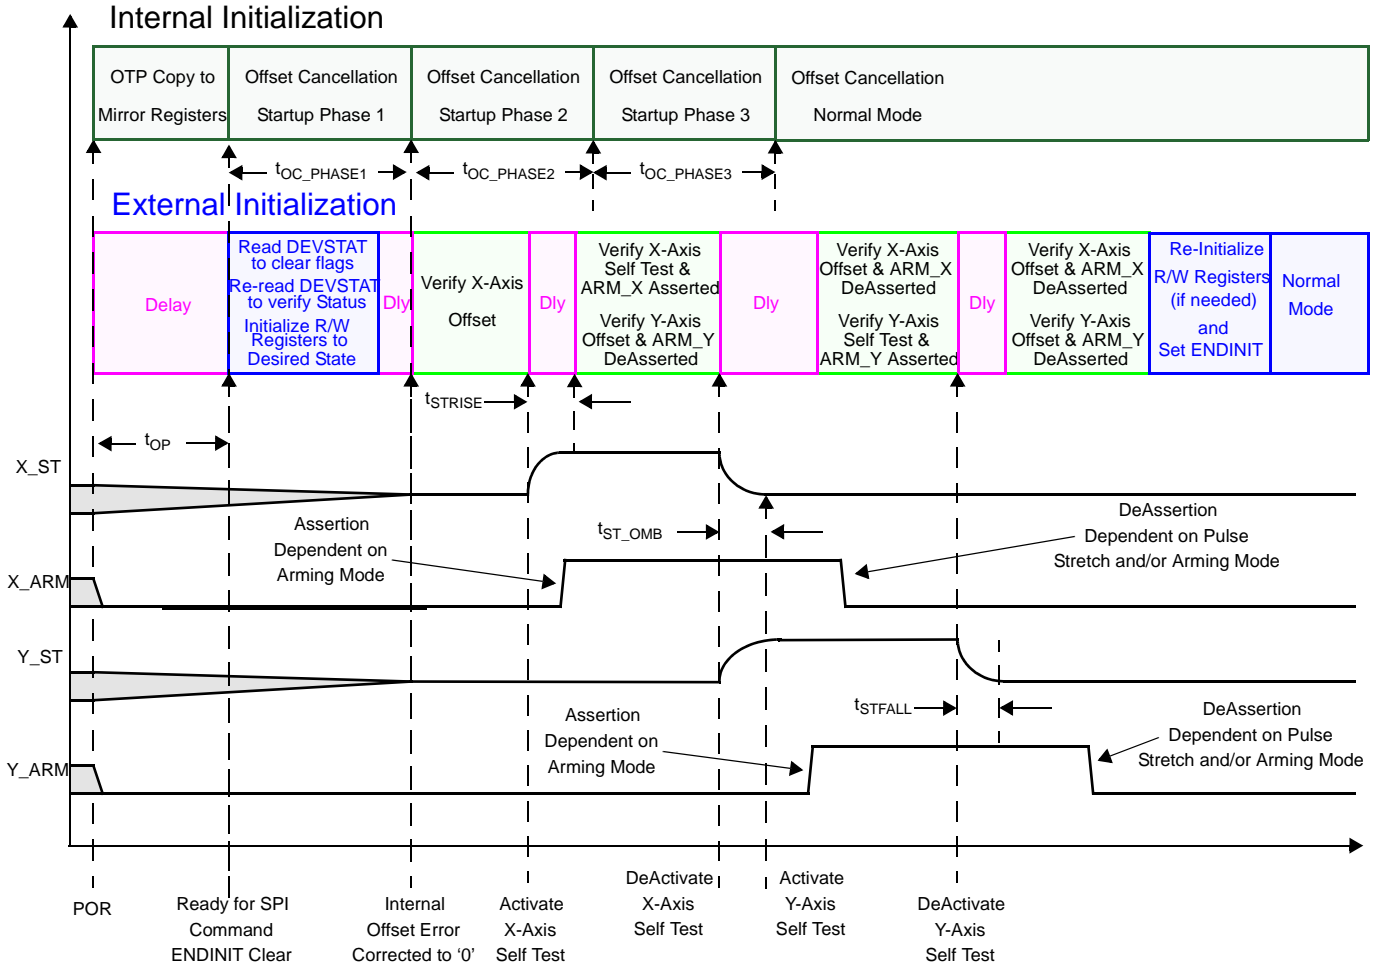 Internal Initialization
OTP Copy to
Mirror Registers
Offset Cancellation
Startup Phase 1
Offset Cancellation
Startup Phase 2
Offset Cancellation
Startup Phase 3
Offset Cancellation
Normal Mode
tOC_PHASE1
tOC_PHASE2
tOC_PHASE3
External Initialization
Delay
Read DEVSTAT
to clear flags
Re-read DEVSTAT
to verify Status
Initialize R/W
Registers to
Desired State
Dly
Verify X-Axis
Offset
Dly
Verify X-Axis
Self Test &
ARM_X Asserted
Verify Y-Axis
Offset & ARM_Y
DeAsserted
Dly
Verify X-Axis
Offset & ARM_X
DeAsserted
Verify Y-Axis
Self Test &
ARM_Y Asserted
Dly
Verify X-Axis
Offset & ARM_X
DeAsserted
Verify Y-Axis
Offset & ARM_Y
DeAsserted
Re-Initialize
R/W Registers
(if needed)
and
Set ENDINIT
Normal
Mode
tSTRISE
tOP
X_ST
Assertion
Dependent on
Arming Mode
tST_OMB
DeAssertion
Dependent on Pulse
Stretch and/or Arming Mode
X_ARM
Y_ST
tSTFALL
Assertion
Dependent on
Arming Mode
DeAssertion
Dependent on Pulse
Stretch and/or Arming Mode
Y_ARM
POR
Ready for SPI
Command
ENDINIT Clear
Internal
Offset Error
Corrected to ‘0’
Activate
X-Axis
Self Test
DeActivate
X-Axis
Self Test
Activate
Y-Axis
Self Test
DeActivate
Y-Axis
Self Test